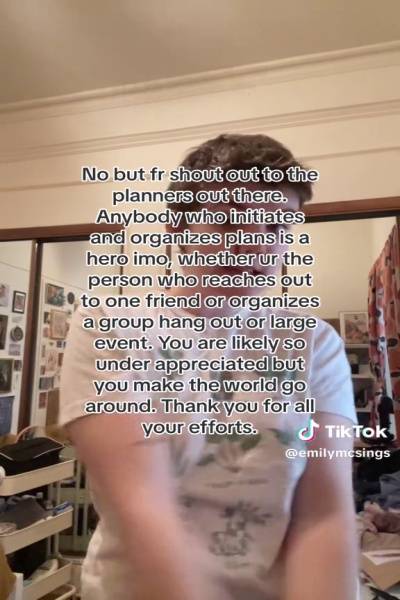 No but fr shout out to the
planners out there.
Anybody who initiates
and organizes plans is a
hero imo, whether ur the
person who reaches out
to one friend or organizes
a group hang out or large
event. You are likely so
under appreciated but
you make the world go
around. Thank you for all
your efforts.
TikTok
@emilymcsings